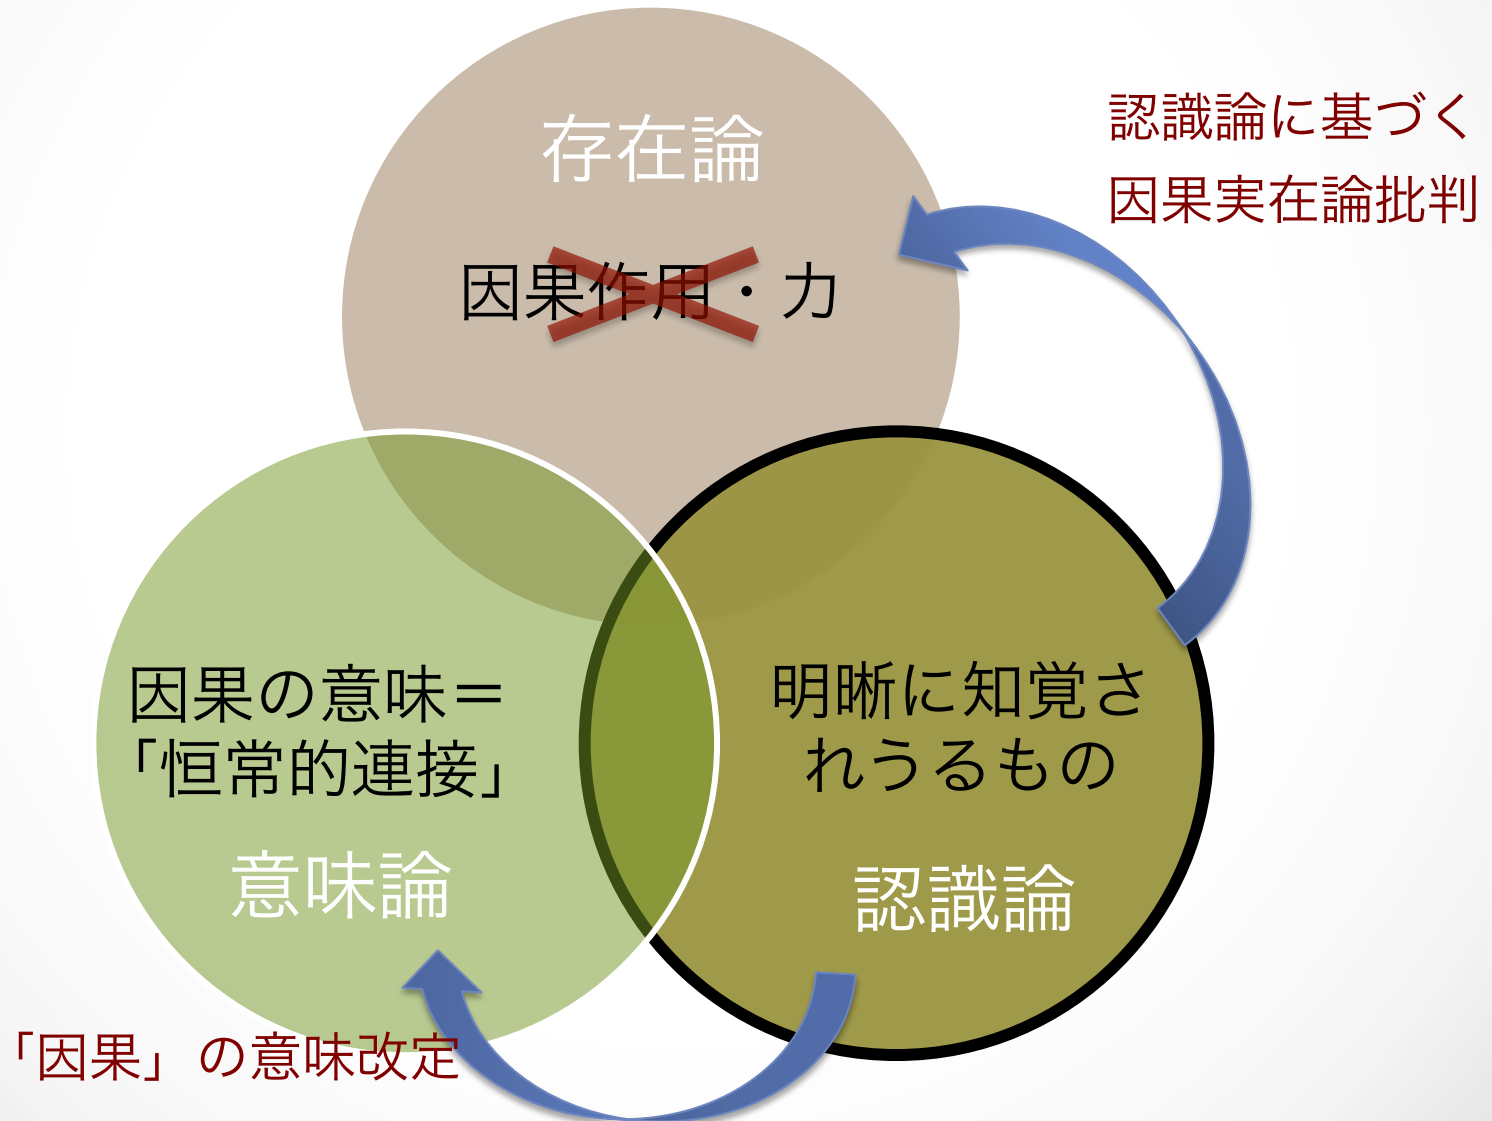 存在論
認識論に基づく
因果実在論批判
因果作用・力
因果の意味＝
「恒常的連接」
意味論
明晰に知覚さ
れうるもの
認識論
「因果」の意味改定